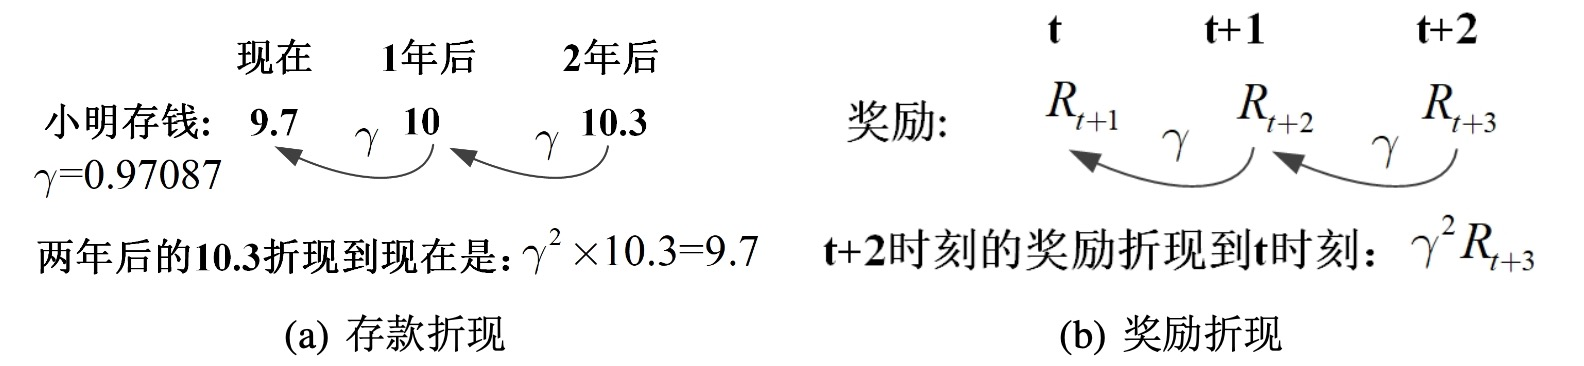 现在 1年后 2年后
小明存钱: 9.7 γ 10 γ 10.3
γ=0.97087
两年后的10.3折现到现在是: γ²×10.3=9.7
(a) 存款折现
t t+1 t+2
奖励: R_{t+1} γ R_{t+2} γ R_{t+3}
t+2时刻的奖励折现到t时刻: γ²R_{t+3}
(b) 奖励折现